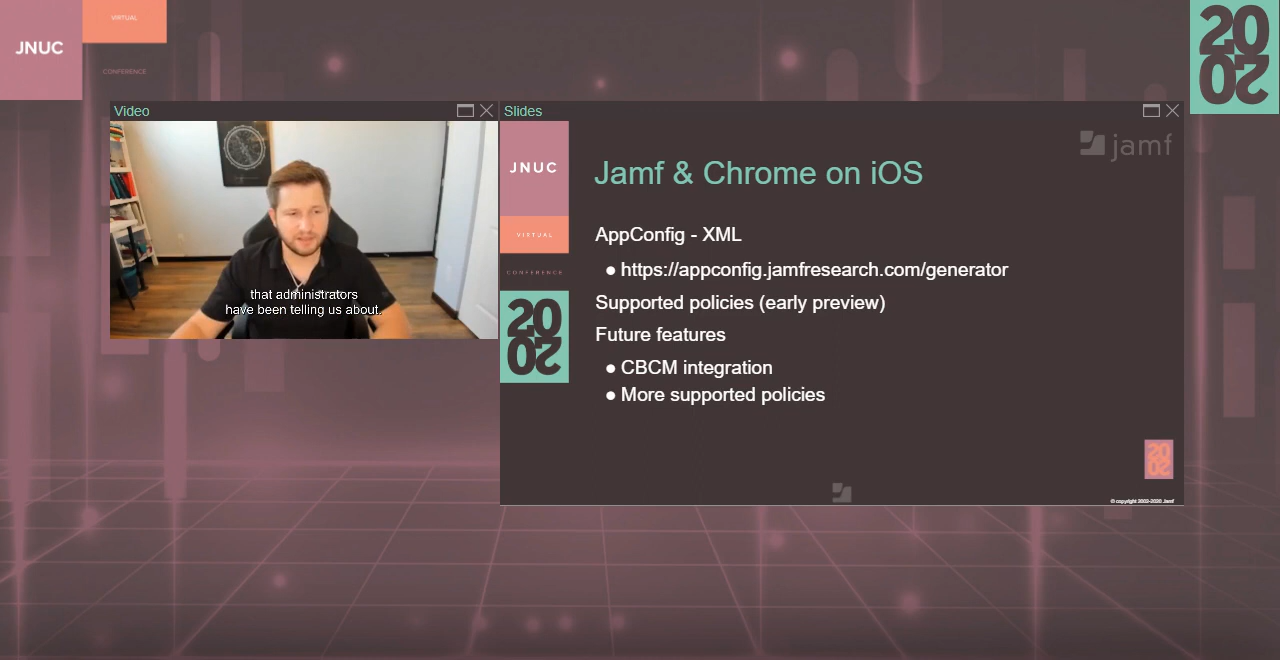 JNUC
VIRTUAL
CONFERENCE
2020
Video
that administrators
have been telling us about.
Slides
JNUC
VIRTUAL
CONFERENCE
2020
jamf
Jamf & Chrome on iOS
AppConfig - XML
● https://appconfig.jamfresearch.com/generator
Supported policies (early preview)
Future features
● CBCM integration
● More supported policies
2020
© copyright 2002-2020 Jamf